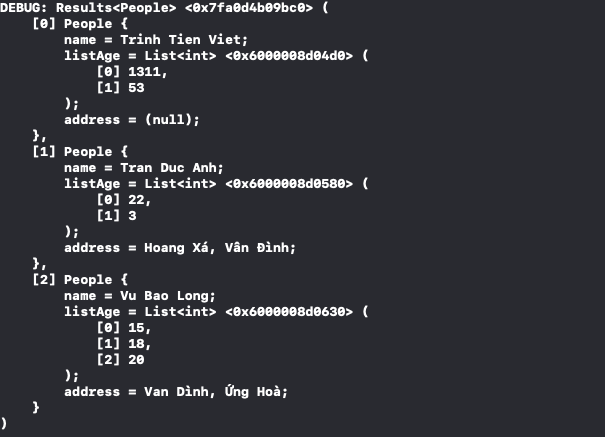 DEBUG: Results<People> <0x7fa0d4b09bc0> (
    [0] People {
        name = Trinh Tien Viet;
        listAge = List<int> <0x6000008d04d0> (
            [0] 1311,
            [1] 53
        );
        address = (null);
    },
    [1] People {
        name = Tran Duc Anh;
        listAge = List<int> <0x6000008d0580> (
            [0] 22,
            [1] 3
        );
        address = Hoang Xá, Vân Đình;
    },
    [2] People {
        name = Vu Bao Long;
        listAge = List<int> <0x6000008d0630> (
            [0] 15,
            [1] 18,
            [2] 20
        );
        address = Van Dình, Ứng Hoà;
    }
)